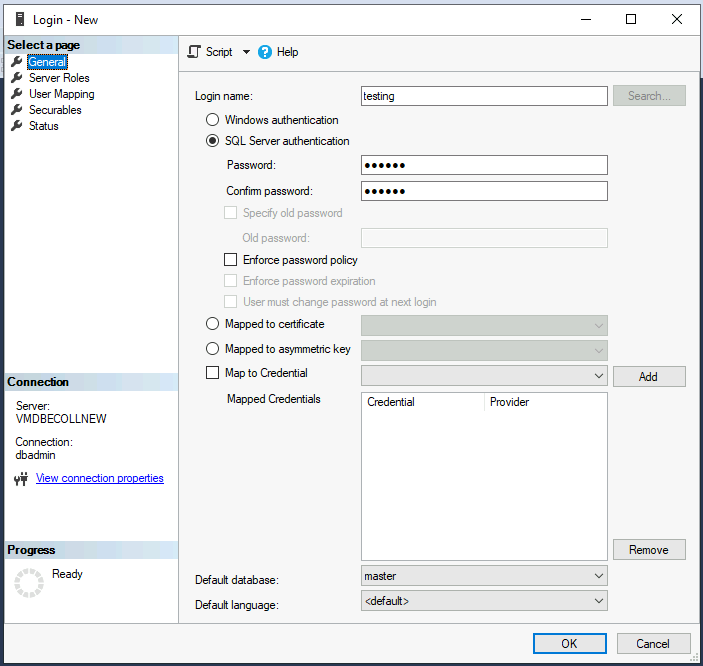 Login - New
Select a page
General
Server Roles
User Mapping
Securables
Status
Script
Help
Login name: testing Search...
Windows authentication
SQL Server authentication
Password: ●●●●●●
Confirm password: ●●●●●●
Specify old password
Old password:
Enforce password policy
Enforce password expiration
User must change password at next login
Mapped to certificate
Mapped to asymmetric key
Map to Credential Add
Mapped Credentials Credential Provider
Remove
Default database: master
Default language: <default>
Connection
Server:
VMDBECOLLNEW
Connection:
dbadmin
View connection properties
Progress
Ready
OK Cancel